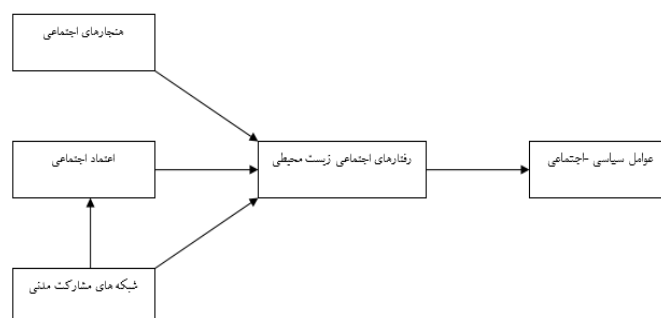 هنجارهای اجتماعی
اعتماد اجتماعی
رفتارهای اجتماعی زیست محیطی
عوامل سیاسی -اجتماعی
شبکه های مشارکت مدنی